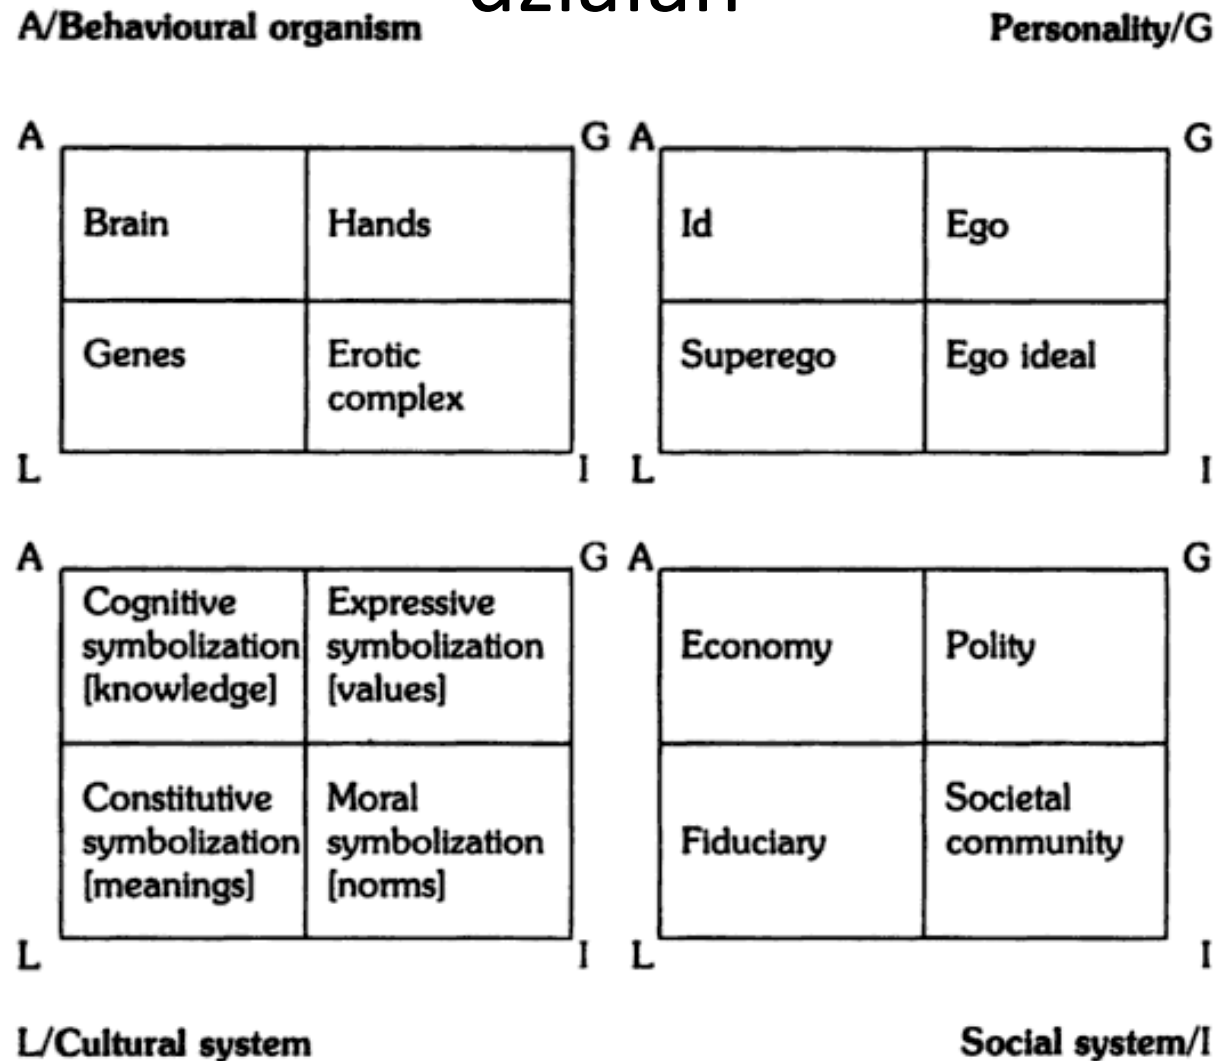 działań
A/Behavioural organism
Personality/G
A
G
A
G
Brain
Hands
Id
Ego
Genes
Erotic
complex
Superego
Ego ideal
L
I
L
I
A
G
A
G
Cognitive
symbolization
[knowledge]
Expressive
symbolization
[values]
Economy
Polity
Constitutive
symbolization
[meanings]
Moral
symbolization
[norms]
Fiduciary
Societal
community
L
I
L
I
L/Cultural system
Social system/I